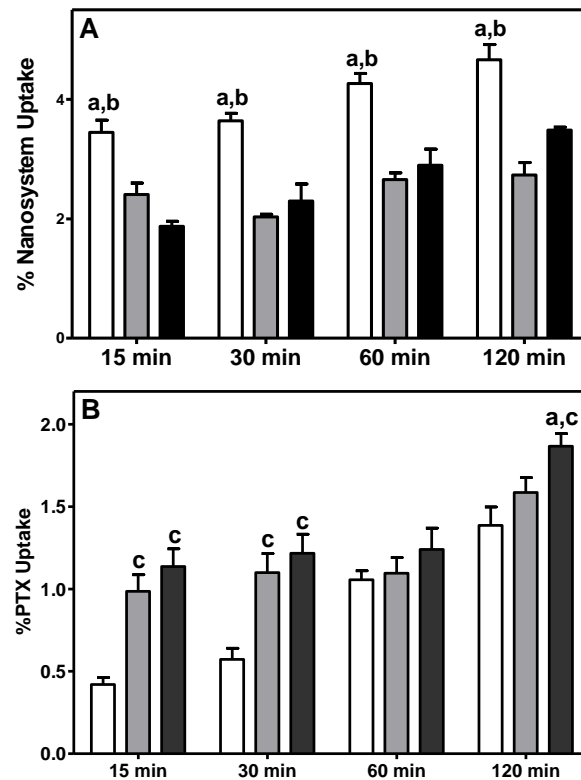 A
% Nanosystem Uptake
4
2
0
a,b
a,b
a,b
a,b
15 min
30 min
60 min
120 min
B
%PTX Uptake
2.0
1.5
1.0
0.5
0.0
c
c
c
c
a,c
15 min
30 min
60 min
120 min